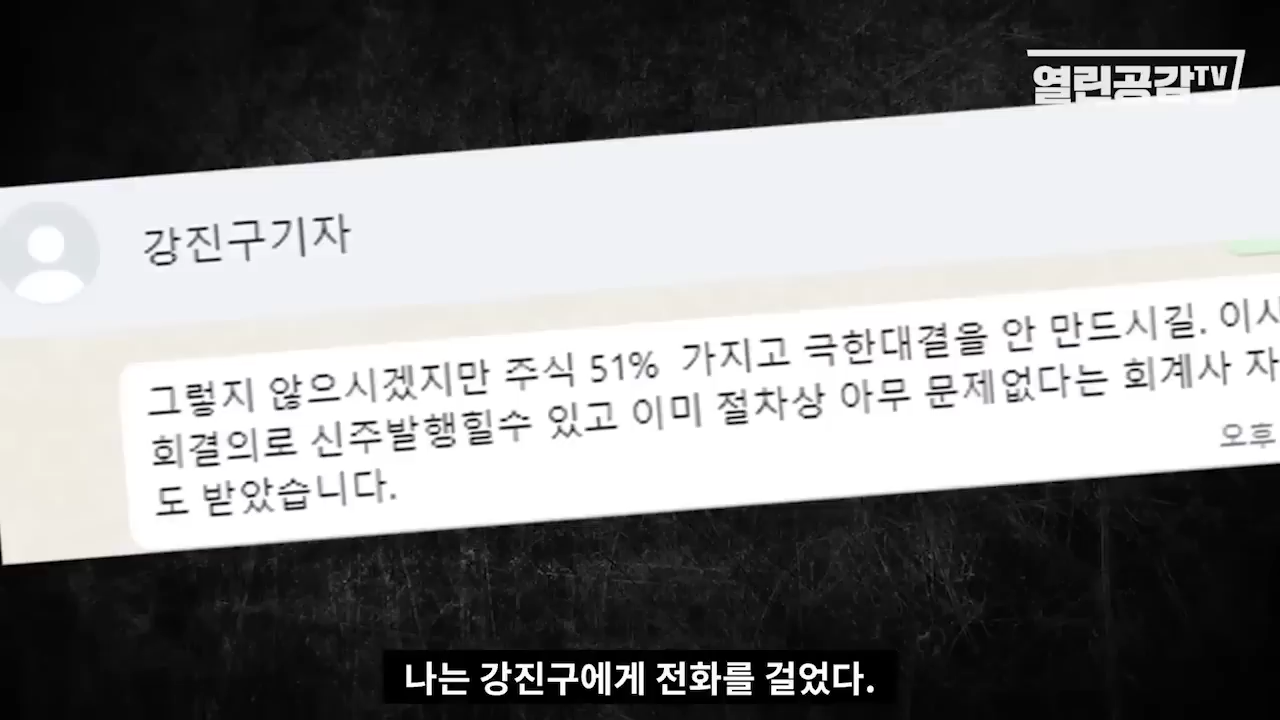 열린공감TV
강진구기자
그렇지 않으시겠지만 주식 51% 가지고 극한대결을 안 만드시길. 이사
회결의로 신주발행힐수 있고 이미 절차상 아무 문제없다는 회계사 자
도 받았습니다.
오후
나는 강진구에게 전화를 걸었다.